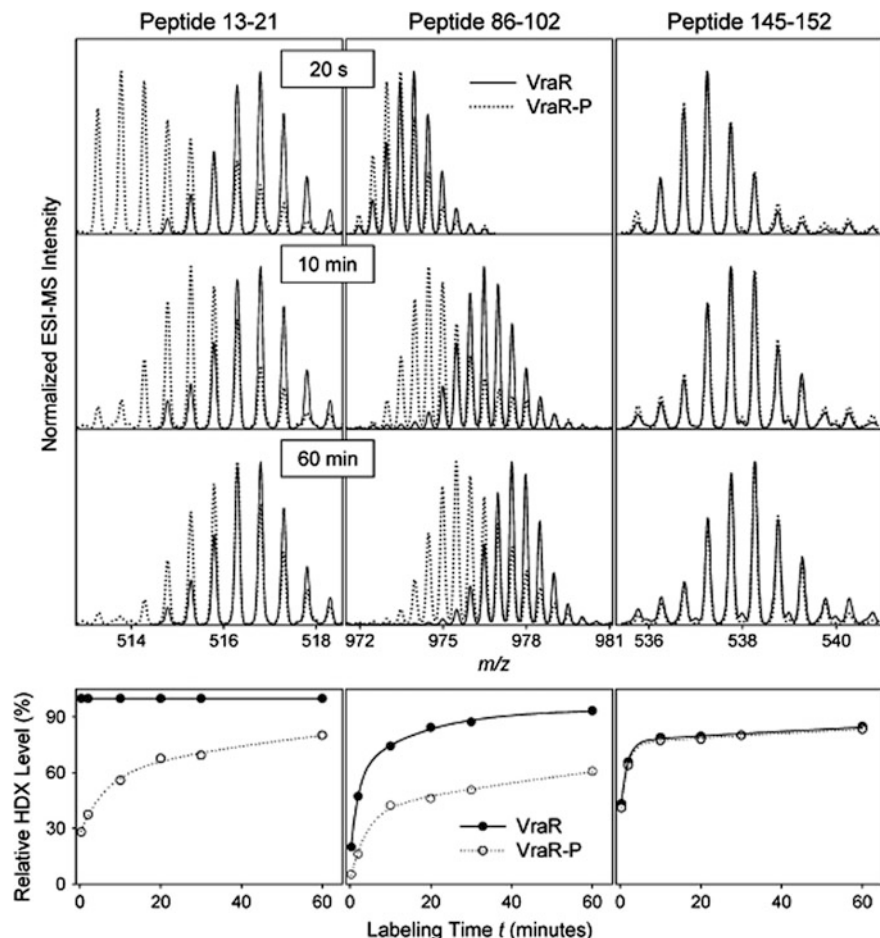 Peptide 13-21 Peptide 86-102 Peptide 145-152
20 s
VraR
VraR-P
10 min
60 min
Normalized ESI-MS Intensity
514 516 518 972 975 978 981 536 538 540
m/z
Relative HDX Level (%)
90
60
30
0
VraR
VraR-P
0 20 40 60 0 20 40 60 0 20 40 60
Labeling Time t (minutes)